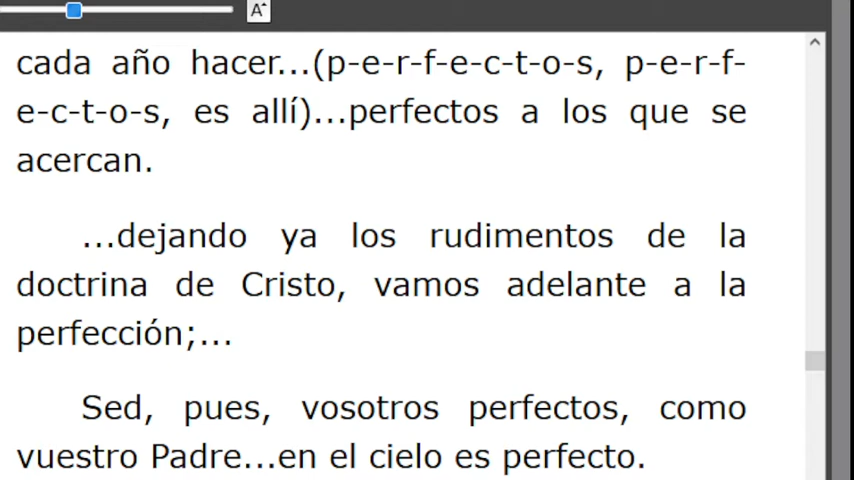 A
cada año hacer...(p-e-r-f-e-c-t-o-s, p-e-r-f-
e-c-t-o-s, es allí)...perfectos a los que se
acercan.
...dejando ya los rudimentos de la
doctrina de Cristo, vamos adelante a la
perfección;...
Sed, pues, vosotros perfectos, como
vuestro Padre...en el cielo es perfecto.